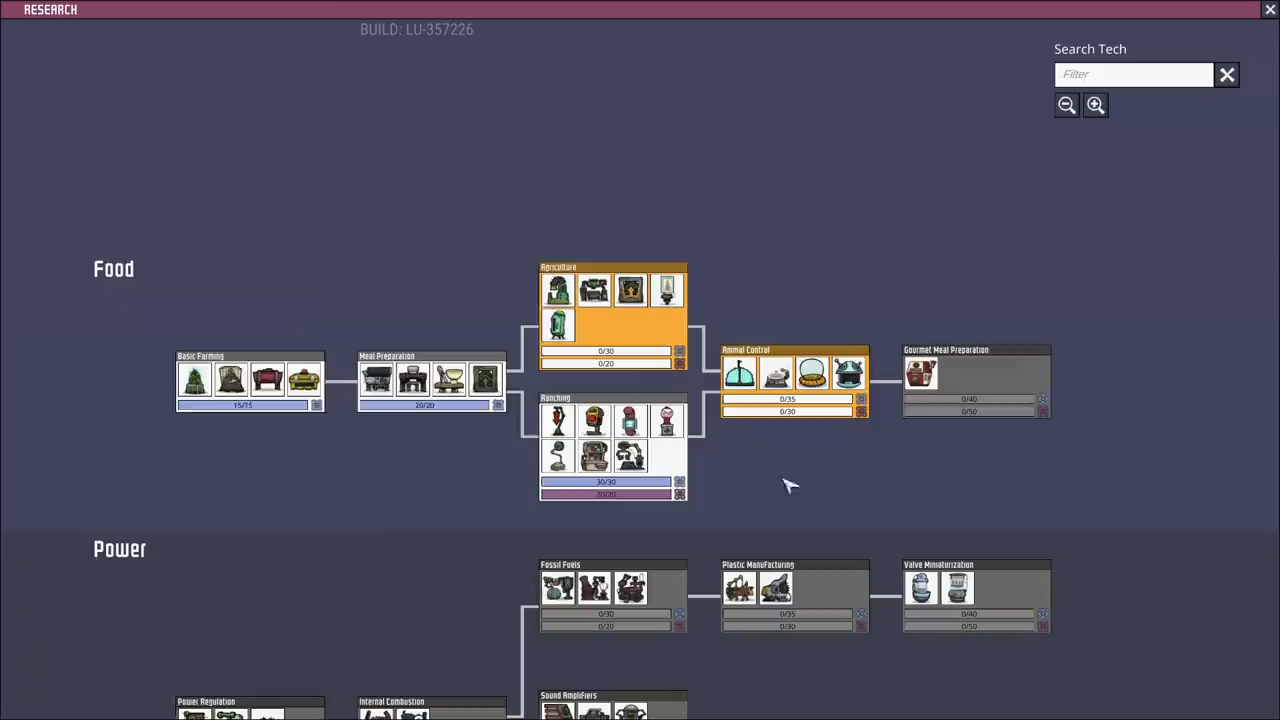 RESEARCH
BUILD: LU-357226
Search Tech
Filter
Food
Agriculture
0/30
0/20
Basic Farming
15/15
Meal Preparation
20/20
Ranching
30/30
20/20
Animal Control
0/35
0/30
Gourmet Meal Preparation
0/40
0/50
Power
Fossil Fuels
0/30
0/20
Plastic Manufacturing
0/35
0/30
Valve Miniaturization
0/40
0/50
Power Regulation
Internal Combustion
Sound Amplifiers